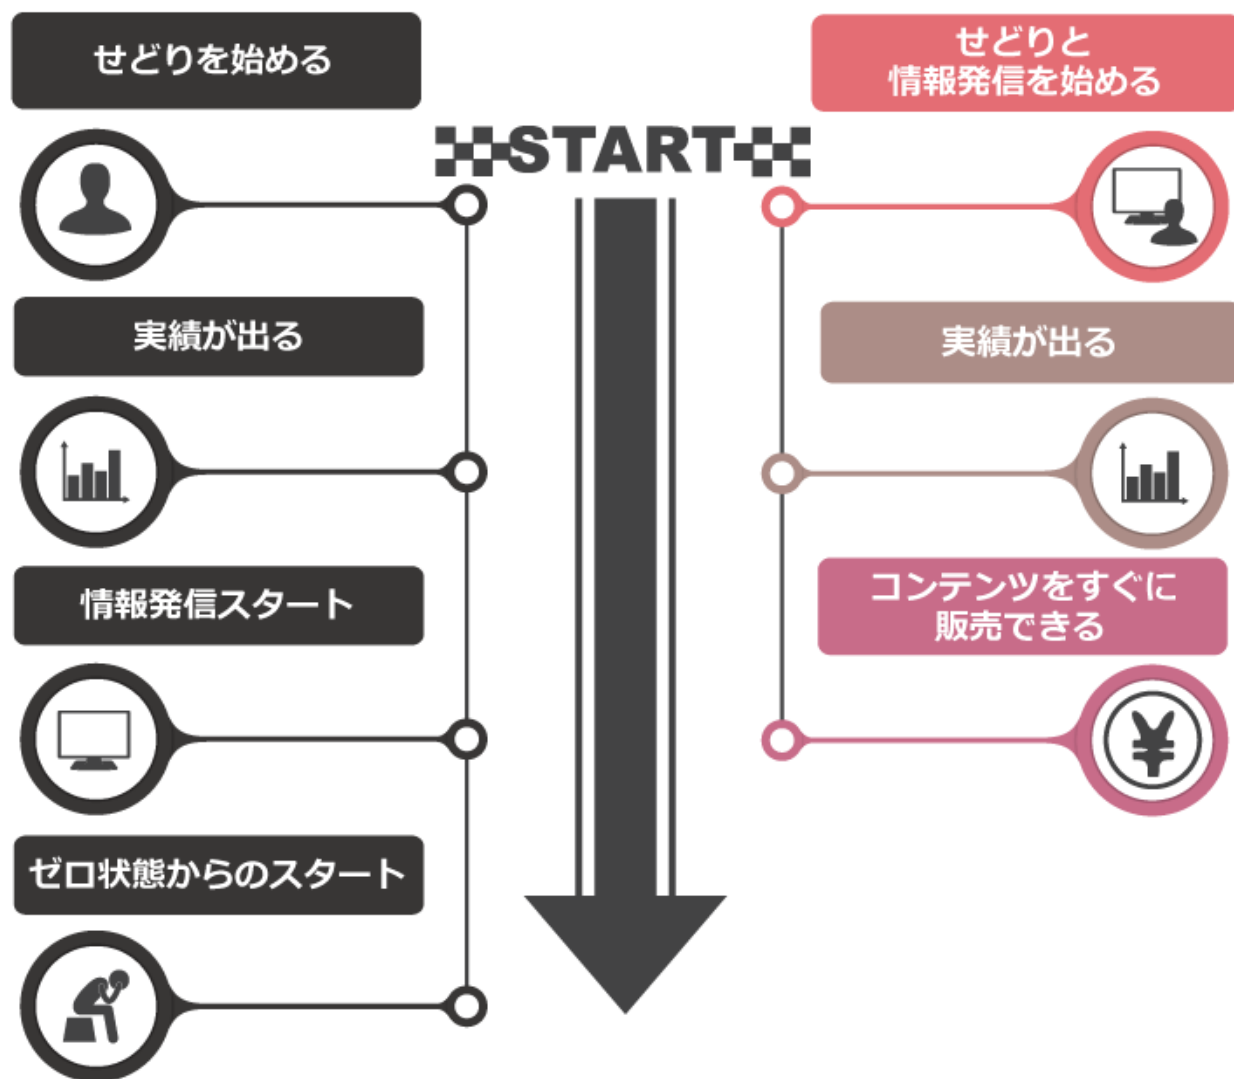 せどりを始める
せどりと
情報発信を始める
START
実績が出る
実績が出る
情報発信スタート
コンテンツをすぐに
販売できる
ゼロ状態からのスタート
¥